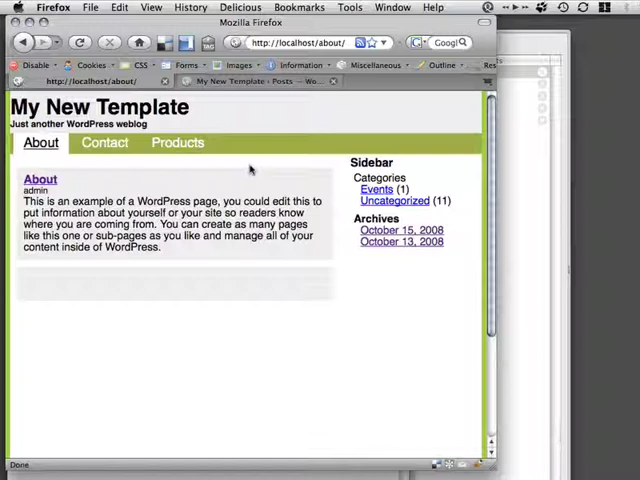 Firefox File Edit View History Delicious Bookmarks Tools Window Help
Mozilla Firefox
http://localhost/about/
Googl
Disable Cookies CSS Forms Images Information Miscellaneous Outline Res
http://localhost/about/
My New Template › Posts — Wo...
My New Template
Just another WordPress weblog
About Contact Products
About
admin
This is an example of a WordPress page, you could edit this to
put information about yourself or your site so readers know
where you are coming from. You can create as many pages
like this one or sub-pages as you like and manage all of your
content inside of WordPress.
Sidebar
Categories
Events (1)
Uncategorized (11)
Archives
October 15, 2008
October 13, 2008
Done